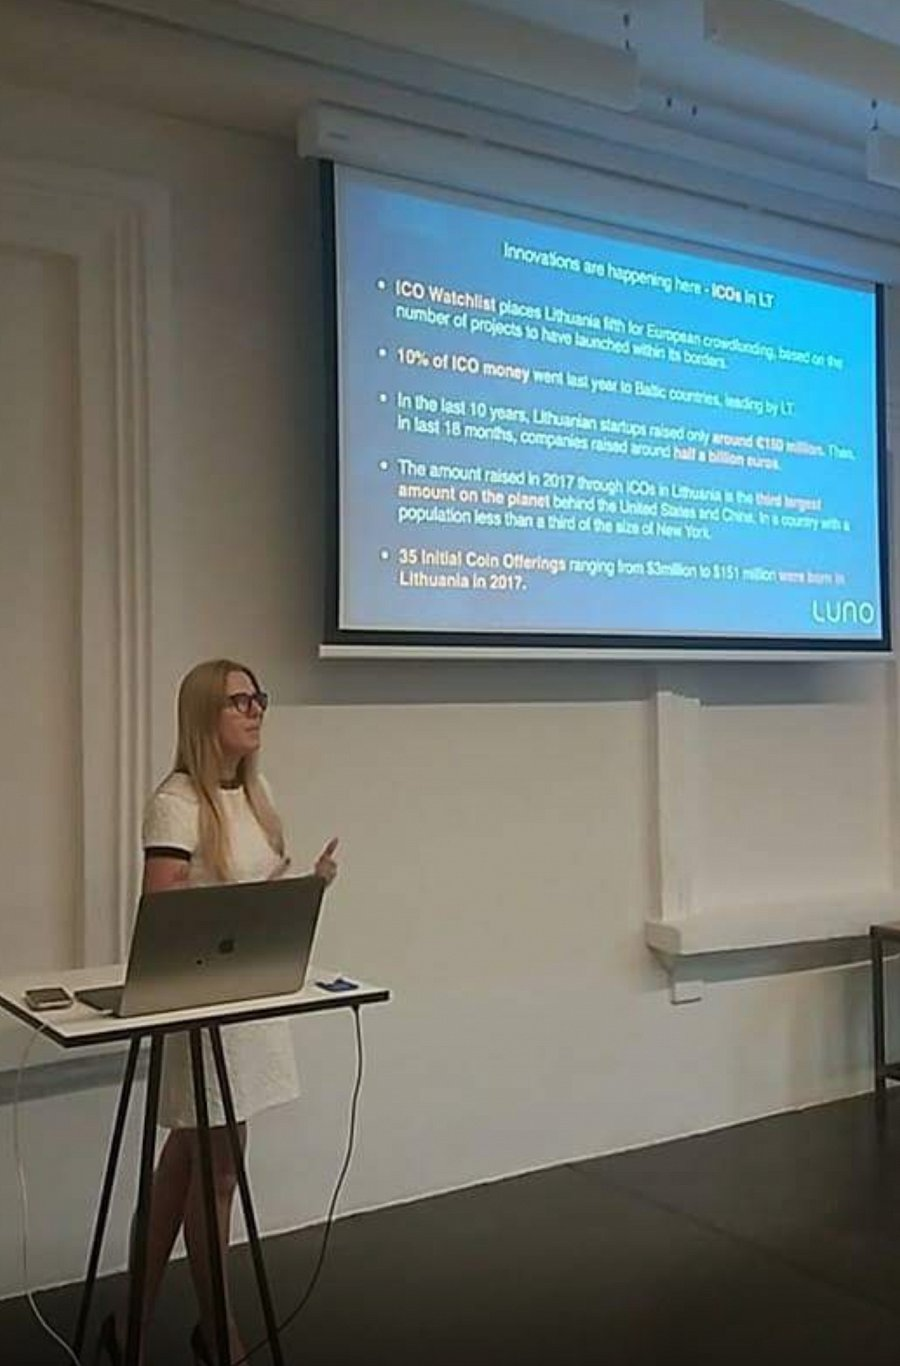 Innovations are happening here - ICOs in LT
• ICO Watchlist places Lithuania fifth for European crowdfunding, based on the
number of projects to have launched within its borders.
• 10% of ICO money went last year to Baltic countries, leading by LT.
• In the last 10 years, Lithuanian startups raised only around €150 million. Then,
in last 18 months, companies raised around half a billion euros.
• The amount raised in 2017 through ICOs in Lithuania is the third largest
amount on the planet behind the United States and China. In a country with a
population less than a third of the size of New York.
• 35 Initial Coin Offerings ranging from $3million to $151 million were born in
Lithuania in 2017.
LUNO